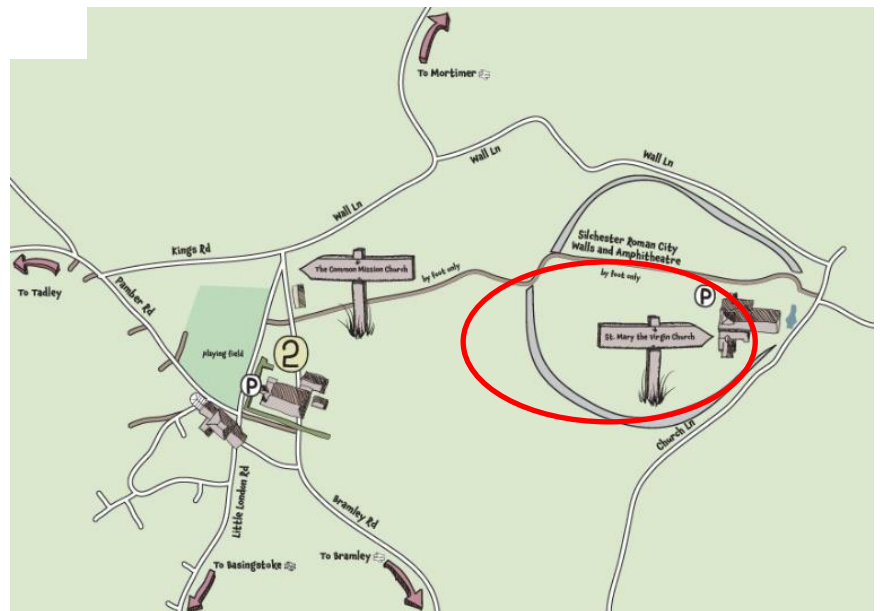 To Mortimer
Wall Ln
Wall Ln
Wall Ln
Kings Rd
Silchester Roman City
Walls and Amphitheatre
The Common Mission Church
by foot only
by foot only
To Tadley
Pamber Rd
P
playing field
2
St. Mary the Virgin Church
P
Church Ln
Little London Rd
Bramley Rd
To Basingstoke
To Bramley